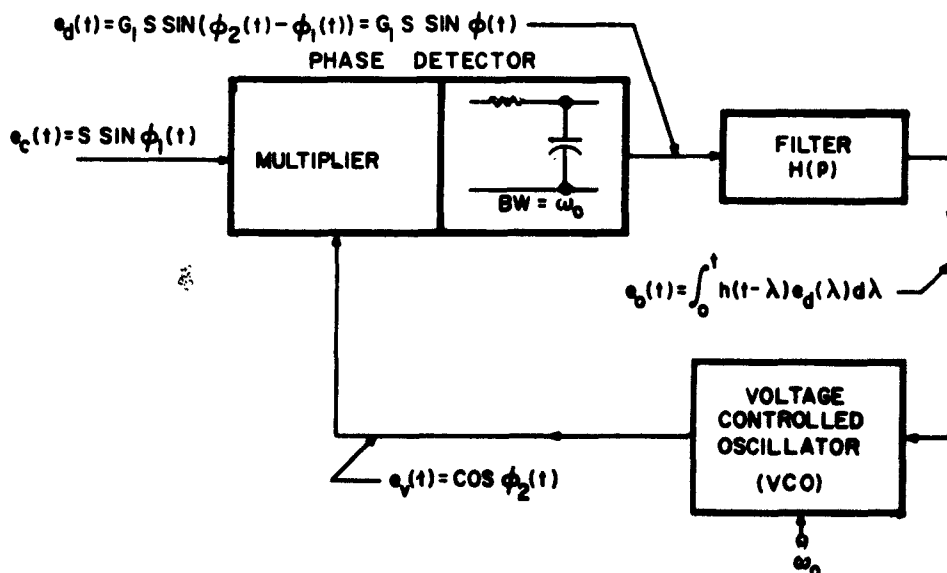 e_d(t) = G_1 S SIN(ϕ_2(t) - ϕ_1(t)) = G_1 S SIN ϕ(t)
PHASE DETECTOR
e_c(t) = S SIN ϕ_1(t)
MULTIPLIER
BW = ω_0
FILTER
H(P)
e_0(t) = ∫_0^t h(t-λ) e_d(λ) dλ
VOLTAGE
CONTROLLED
OSCILLATOR
(VCO)
e_v(t) = COS ϕ_2(t)
ω_0